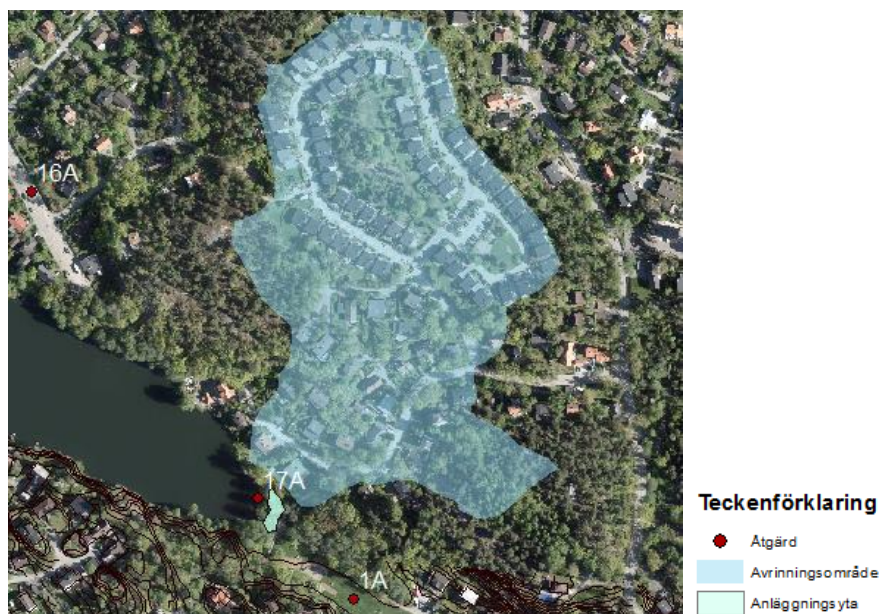 16A
17A
1A
Teckenförklaring
Åtgärd
Avrinningsområde
Anläggningsyta